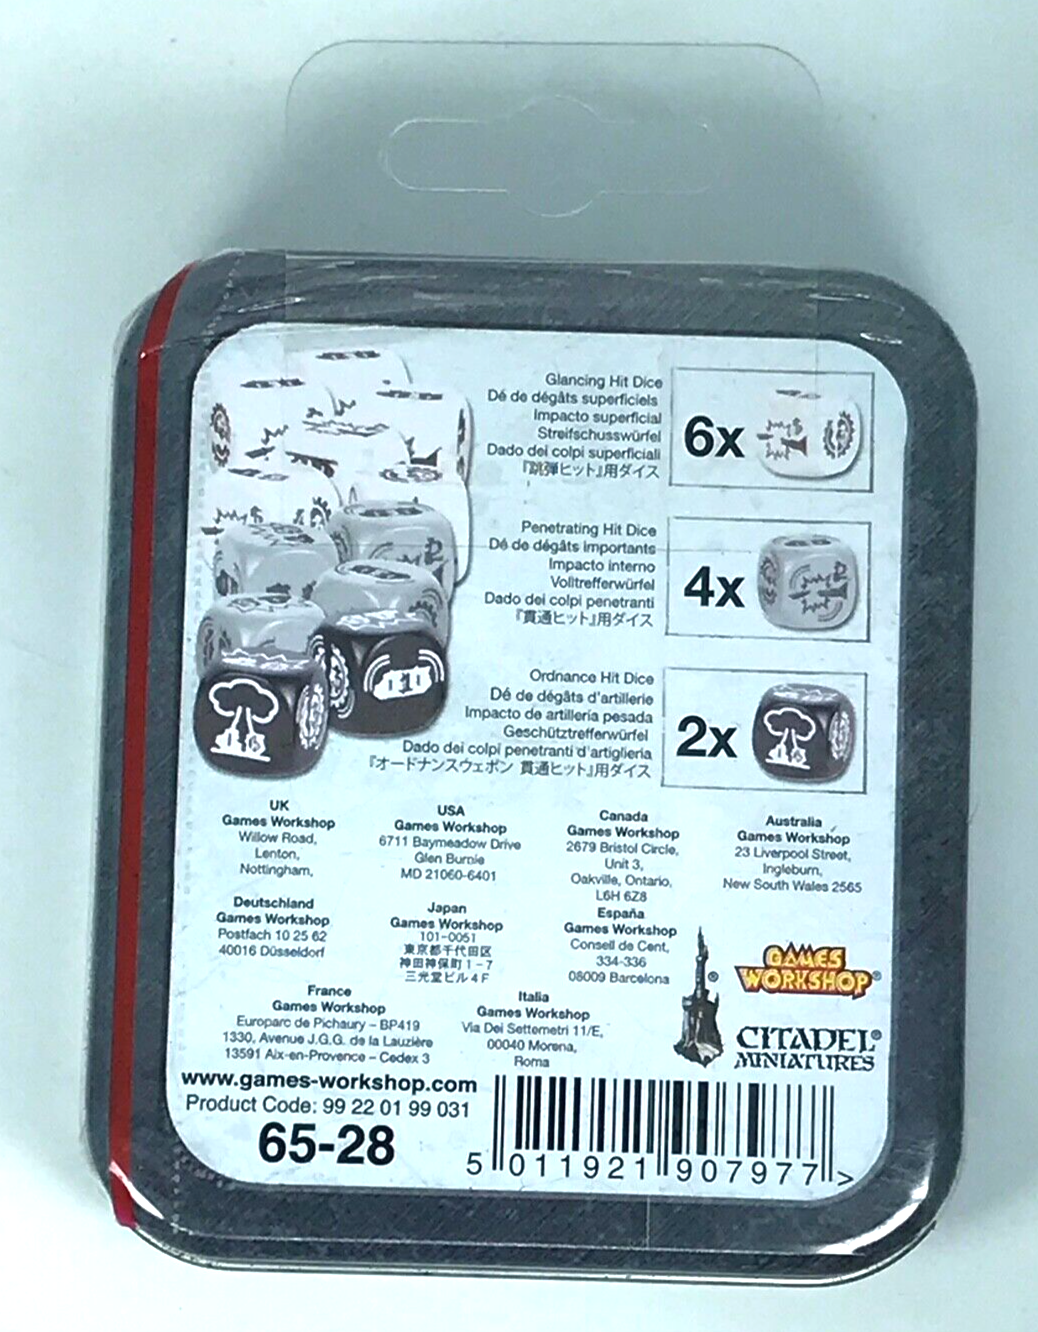 Glancing Hit Dice
Dé de dégâts superficiels
Impacto superficial
Streifschusswürfel
Dado dei colpi superficiali
『跳弾ヒット』用ダイス
6x
Penetrating Hit Dice
Dé de dégâts importants
Impacto interno
Volltrefferwürfel
Dado dei colpi penetranti
『貫通ヒット』用ダイス
4x
Ordnance Hit Dice
Dé de dégâts d'artillerie
Impacto de artillería pesada
Geschütztrefferwürfel
Dado dei colpi penetranti d'artiglieria
『オードナンスウェポン 貫通ヒット』用ダイス
2x
UK
Games Workshop
Willow Road,
Lenton,
Nottingham,
USA
Games Workshop
6711 Baymeadow Drive
Glen Burnie
MD 21060-6401
Canada
Games Workshop
2679 Bristol Circle,
Unit 3,
Oakville, Ontario,
L6H 6Z8
Australia
Games Workshop
23 Liverpool Street,
Ingleburn,
New South Wales 2565
Deutschland
Games Workshop
Postfach 10 25 62
40016 Düsseldorf
Japan
Games Workshop
101-0051
東京都千代田区
神田神保町1-7
三光堂ビル4F
España
Games Workshop
Consell de Cent,
334-336
08009 Barcelona
France
Games Workshop
Europarc de Pichaury – BP419
1330, Avenue J.G.G. de la Lauzière
13591 Aix-en-Provence – Cedex 3
Italia
Games Workshop
Via Dei Settemetri 11/E,
00040 Morena,
Roma
GAMES
WORKSHOP®
®
CITADEL®
MINIATURES
www.games-workshop.com
Product Code: 99 22 01 99 031
65-28
5 011921 907977 >